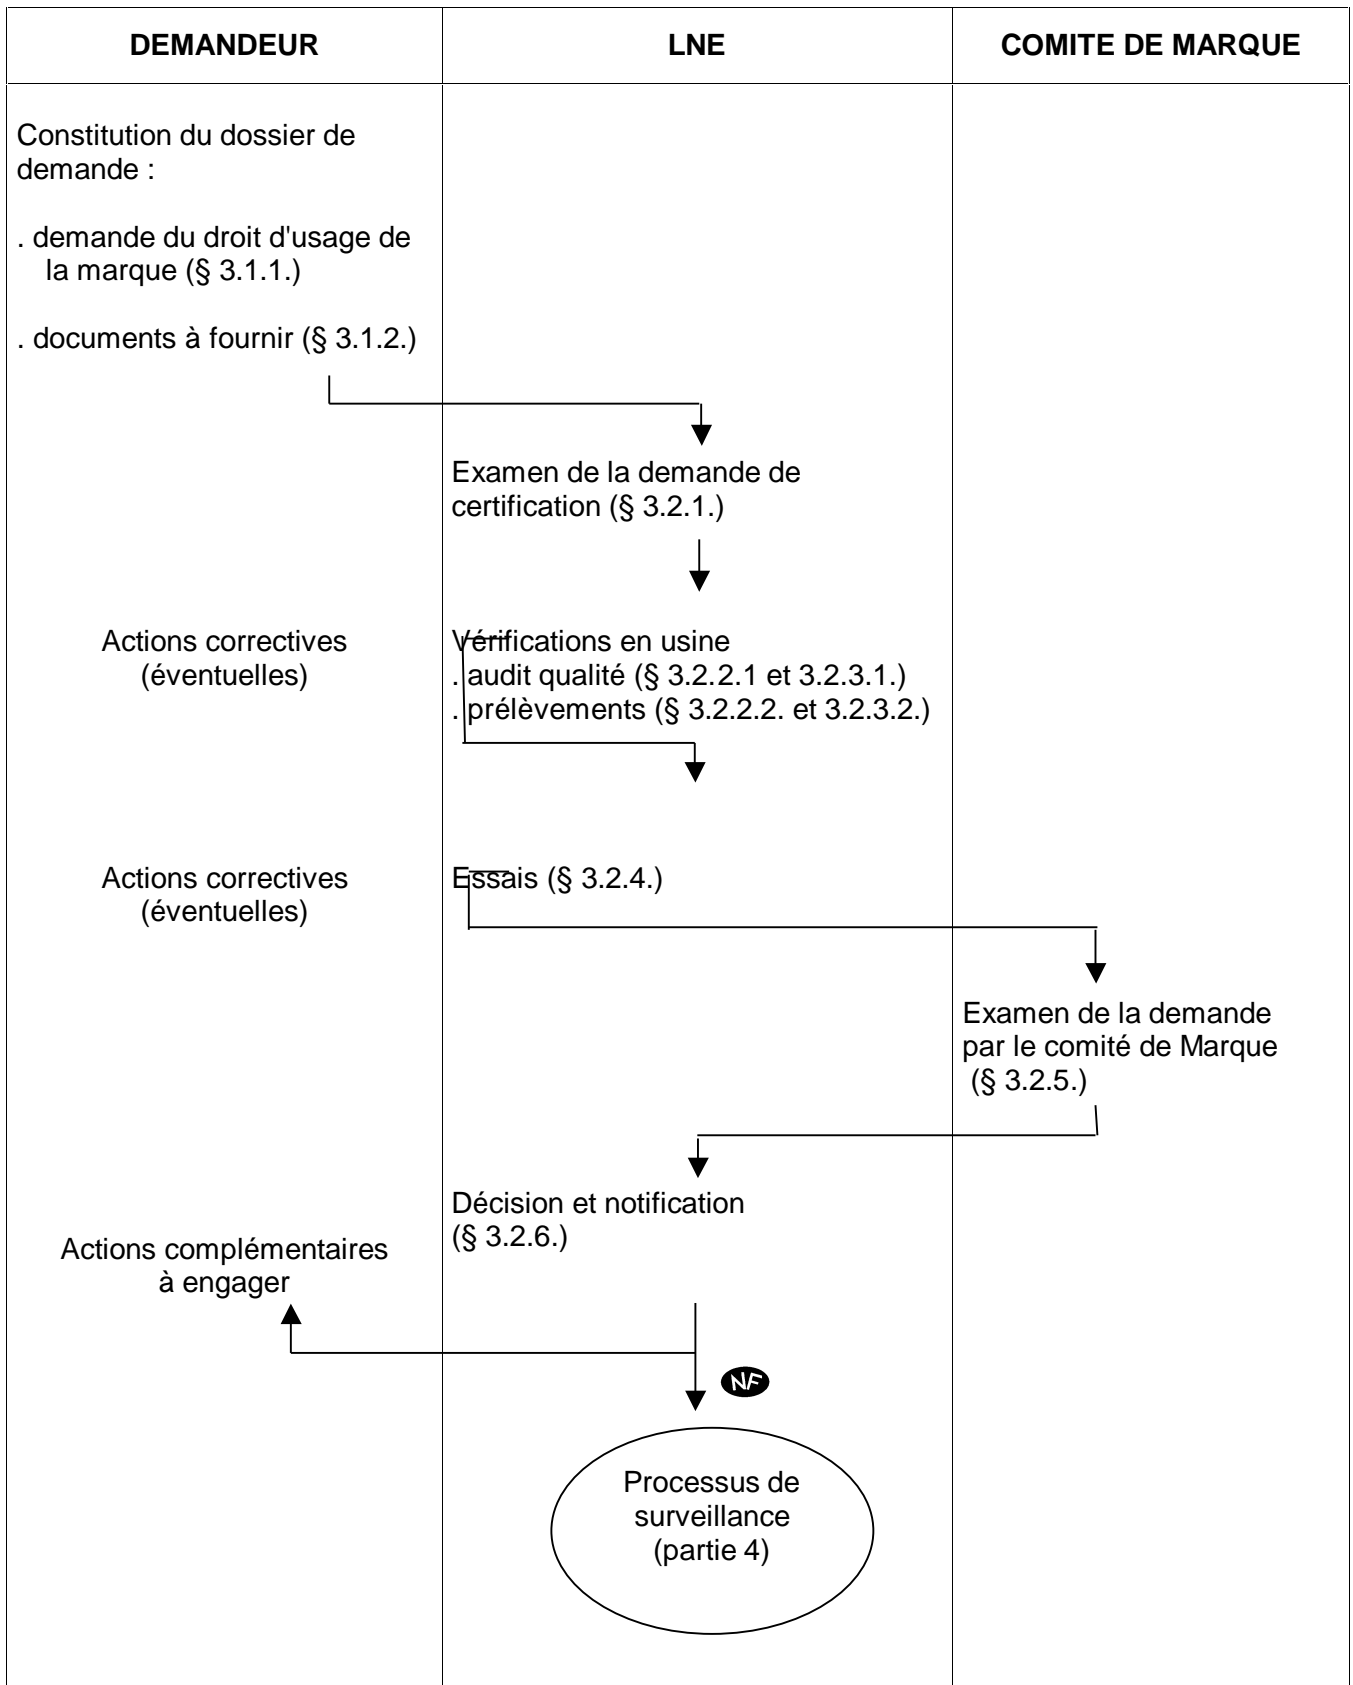 DEMANDEUR
LNE
COMITE DE MARQUE
Constitution du dossier de
demande :
. demande du droit d'usage de
la marque (§ 3.1.1.)
. documents à fournir (§ 3.1.2.)
Examen de la demande de
certification (§ 3.2.1.)
Actions correctives
(éventuelles)
Vérifications en usine
. audit qualité (§ 3.2.2.1 et 3.2.3.1.)
. prélèvements (§ 3.2.2.2. et 3.2.3.2.)
Actions correctives
(éventuelles)
Essais (§ 3.2.4.)
Examen de la demande
par le comité de Marque
(§ 3.2.5.)
Décision et notification
(§ 3.2.6.)
Actions complémentaires
à engager
NF
Processus de
surveillance
(partie 4)